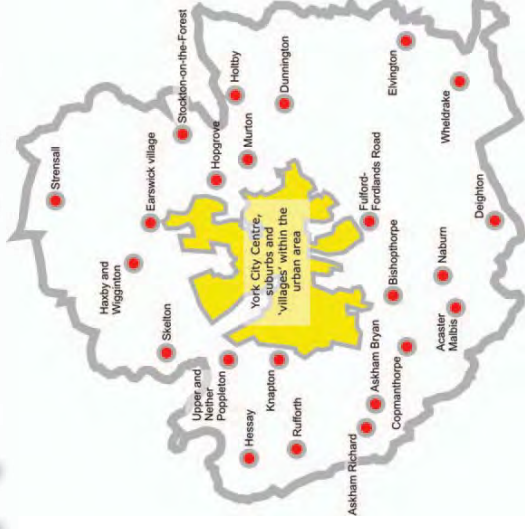 Strensall
Stockton-on-the-Forest
Earswick village
Haxby and
Wigginton
Holtby
Hopgrove
Dunnington
Murton
Skelton
Upper and
Nether
Poppleton
York City Centre,
suburbs and
'villages' within the
urban area
Knapton
Hessay
Rufforth
Elvington
Fulford-
Fordlands Road
Wheldrake
Bishopthorpe
Askham Bryan
Askham Richard
Copmanthorpe
Naburn
Acaster
Malbis
Deighton